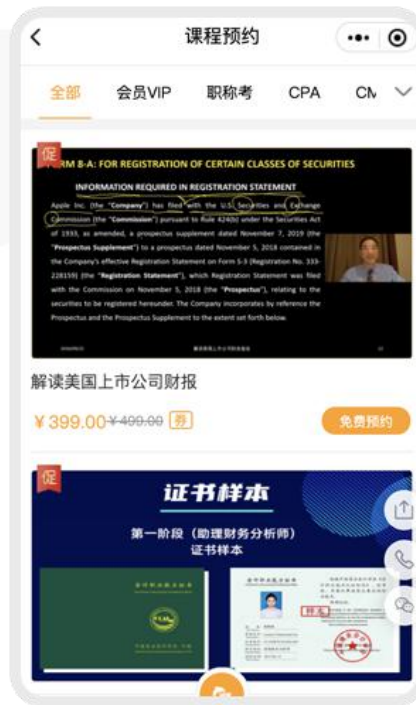 课程预约
全部 会员VIP 职称考 CPA CM
促
FORM 8-A: FOR REGISTRATION OF CERTAIN CLASSES OF SECURITIES
INFORMATION REQUIRED IN REGISTRATION STATEMENT
Apple Inc. (the "Company") has filed with the U.S. Securities and Exchange
Commission (the "Commission") pursuant to Rule 424(b) under the Securities Act
of 1933, as amended, a prospectus supplement dated November 7, 2019 (the
"Prospectus Supplement") to a prospectus dated November 5, 2018 contained in
the Company's effective Registration Statement on Form S-3 (Registration No. 333-
228159) (the "Registration Statement"), which Registration Statement was filed
with the Commission on November 5, 2018 (the "Prospectus"), relating to the
securities to be registered hereunder. The Company incorporates by reference the
Prospectus and the Prospectus Supplement to the extent set forth below.
解读美国上市公司财报
¥399.00 ¥499.00 券 免费预约
促
证书样本
第一阶段（助理财务分析师）
证书样本
样本